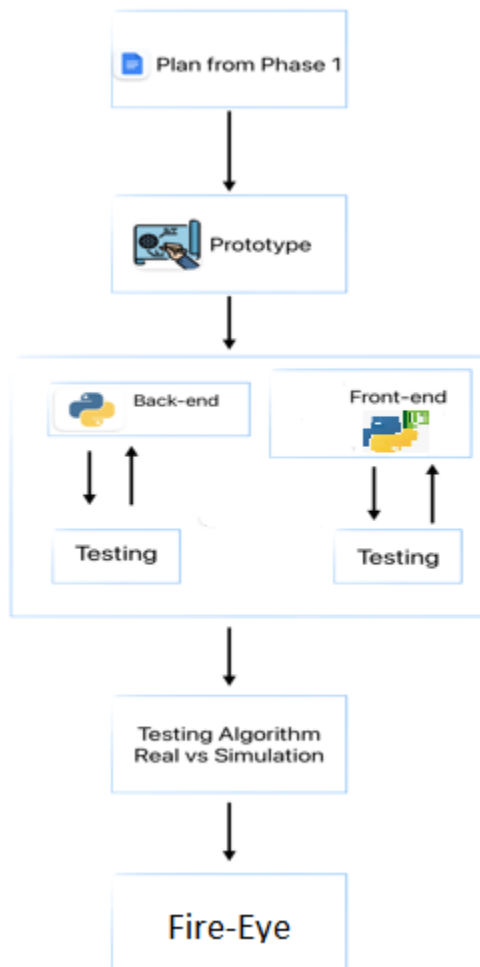 Plan from Phase 1
Prototype
Back-end
Front-end
Testing
Testing
Testing Algorithm
Real vs Simulation
Fire-Eye